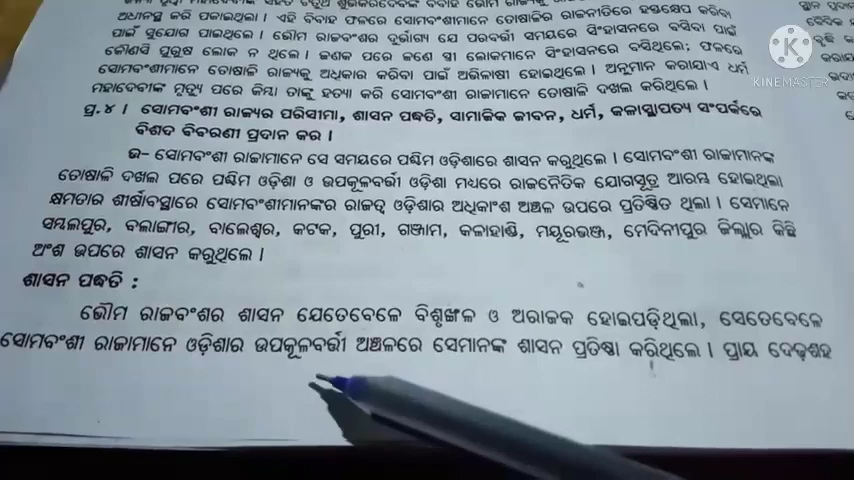 ଅଧୀନସ୍ଥ କରି ପକାଇଥିଲା । ଏହି ବିବାହ ଫଳରେ ସୋମବଂଶୀମାନେ ତୋଷାଳିର ରାଜନୀତିରେ ହସ୍ତକ୍ଷେପ କରିବା
ପାଇଁ ସୁଯୋଗ ପାଇଥିଲେ । ଭୌମ ରାଜବଂଶର ଦୁର୍ଭାଗ୍ୟ ଯେ ପରବର୍ତ୍ତୀ ସମୟରେ ସିଂହାସନରେ ବସିବା ପାଇଁ
କୌଣସି ପୁରୁଷ ଲୋକ ନ ଥିଲେ । ଜଣକ ପରେ ଜଣେ ସ୍ତ୍ରୀ ଲୋକମାନେ ସିଂହାସନରେ ବସିଥିଲେ; ଫଳରେ
ସୋମବଂଶୀମାନେ ତୋଷାଳି ରାଜ୍ୟକୁ ଅଧିକାର କରିବା ପାଇଁ ଅଭିଳାଷୀ ହୋଇଥିଲେ । ଅନୁମାନ କରାଯାଏ ଧର୍ମ
ମହାଦେବୀଙ୍କ ମୃତ୍ୟୁ ପରେ କିମ୍ବା ତାଙ୍କୁ ହତ୍ୟା କରି ସୋମବଂଶୀ ରାଜାମାନେ ତୋଷାଳି ଦଖଲ କରିଥିଲେ ।
ପ୍ର.୪ । ସୋମବଂଶୀ ରାଜ୍ୟର ପରିସୀମା, ଶାସନ ପଦ୍ଧତି, ସାମାଜିକ ଜୀବନ, ଧର୍ମ, କଳାସ୍ଥାପତ୍ୟ ସଂପର୍କରେ
ବିଶଦ ବିବରଣୀ ପ୍ରଦାନ କର ।
ଉ- ସୋମବଂଶୀ ରାଜାମାନେ ସେ ସମୟରେ ପଶ୍ଚିମ ଓଡ଼ିଶାରେ ଶାସନ କରୁଥିଲେ । ସୋମବଂଶୀ ରାଜାମାନଙ୍କ
ତୋଷାଳି ଦଖଲ ପରେ ପଶ୍ଚିମ ଓଡ଼ିଶା ଓ ଉପକୂଳବର୍ତ୍ତୀ ଓଡ଼ିଶା ମଧ୍ୟରେ ରାଜନୈତିକ ଯୋଗସୂତ୍ର ଆରମ୍ଭ ହୋଇଥିଲା
କ୍ଷମତାର ଶୀର୍ଷାବସ୍ଥାରେ ସୋମବଂଶୀମାନଙ୍କର ରାଜତ୍ୱ ଓଡ଼ିଶାର ଅଧିକାଂଶ ଅଞ୍ଚଳ ଉପରେ ପ୍ରତିଷ୍ଠିତ ଥିଲା । ସେମାନେ
ସମ୍ବଲପୁର, ବଲାଙ୍ଗୀର, ବାଲେଶ୍ୱର, କଟକ, ପୁରୀ, ଗଞ୍ଜାମ, କଳାହାଣ୍ଡି, ମୟୂରଭଞ୍ଜ, ମେଦିନୀପୁର ଜିଲ୍ଲାର କିଛି
ଅଂଶ ଉପରେ ଶାସନ କରୁଥିଲେ ।
ଶାସନ ପଦ୍ଧତି :
ଭୌମ ରାଜବଂଶର ଶାସନ ଯେତେବେଳେ ବିଶୃଙ୍ଖଳ ଓ ଅରାଜକ ହୋଇପଡ଼ିଥିଲା, ସେତେବେଳେ
ସୋମବଂଶୀ ରାଜାମାନେ ଓଡ଼ିଶାର ଉପକୂଳବର୍ତ୍ତୀ ଅଞ୍ଚଳରେ ସେମାନଙ୍କ ଶାସନ ପ୍ରତିଷ୍ଠା କରିଥିଲେ । ପ୍ରାୟ ଦେଢ଼ଶହ
KINEMASTER